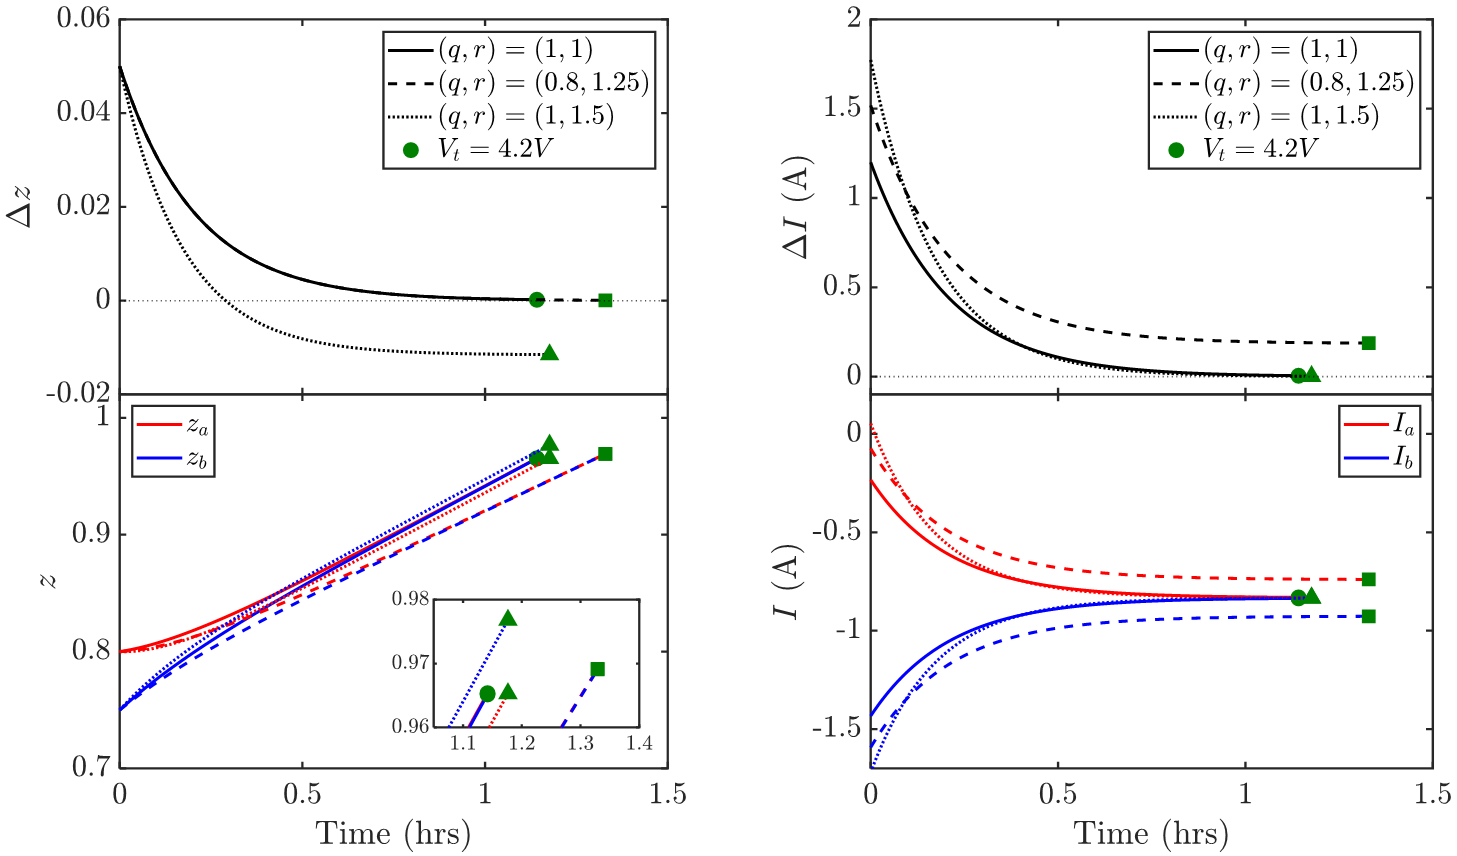 0.06
0.04
0.02
0
-0.02
Δz
(q, r) = (1, 1)
(q, r) = (0.8, 1.25)
(q, r) = (1, 1.5)
V_t = 4.2V
2
1.5
1
0.5
0
ΔI (A)
(q, r) = (1, 1)
(q, r) = (0.8, 1.25)
(q, r) = (1, 1.5)
V_t = 4.2V
1
0.9
0.8
0.7
z
z_a
z_b
0.98
0.97
0.96
1.1 1.2 1.3 1.4
0 0.5 1 1.5
Time (hrs)
0
-0.5
-1
-1.5
I (A)
I_a
I_b
0 0.5 1 1.5
Time (hrs)